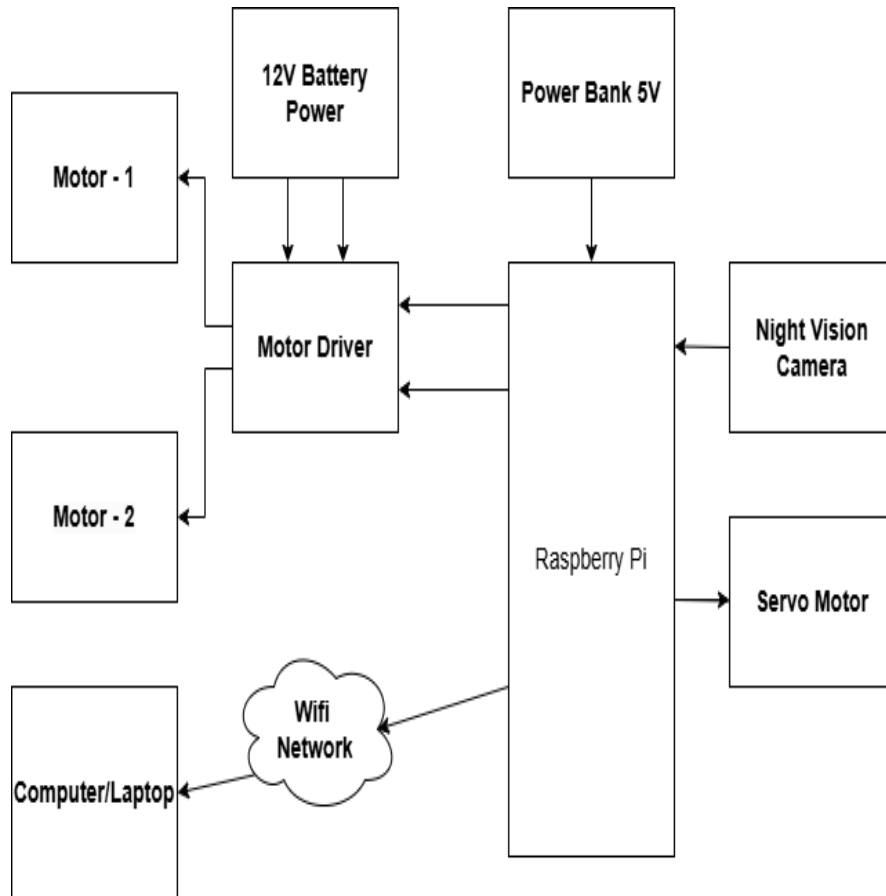 12V Battery
Power
Power Bank 5V
Motor - 1
Motor Driver
Night Vision
Camera
Motor - 2
Raspberry Pi
Servo Motor
Wifi
Network
Computer/Laptop